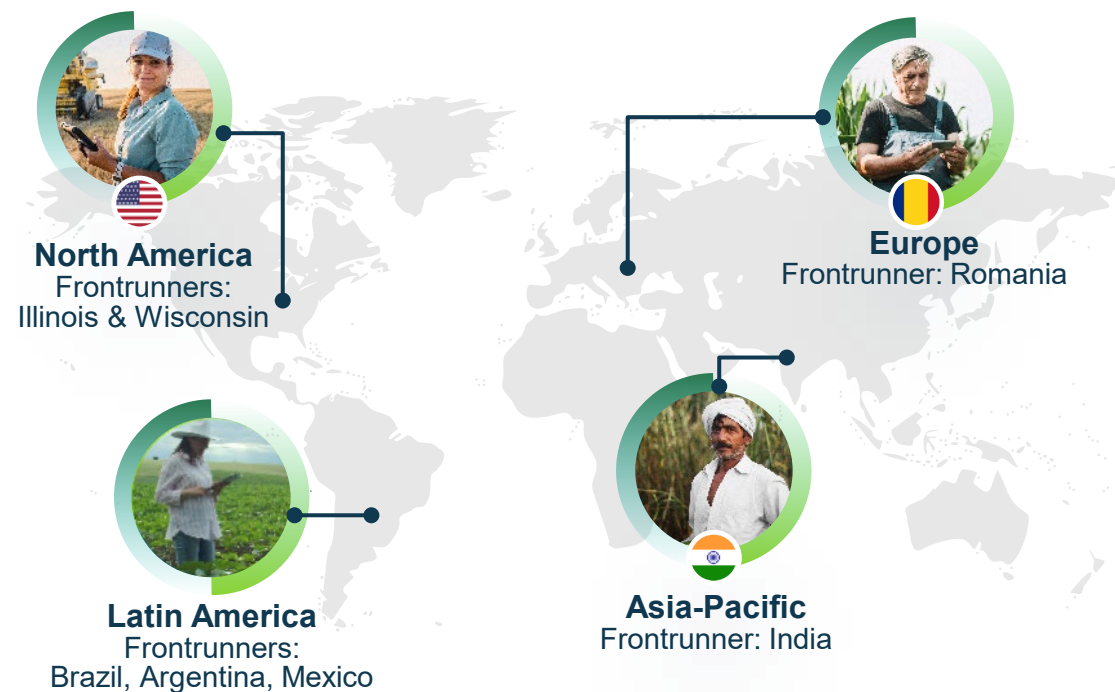 North America
Frontrunners:
Illinois & Wisconsin
Europe
Frontrunner: Romania
Latin America
Frontrunners:
Brazil, Argentina, Mexico
Asia-Pacific
Frontrunner: India